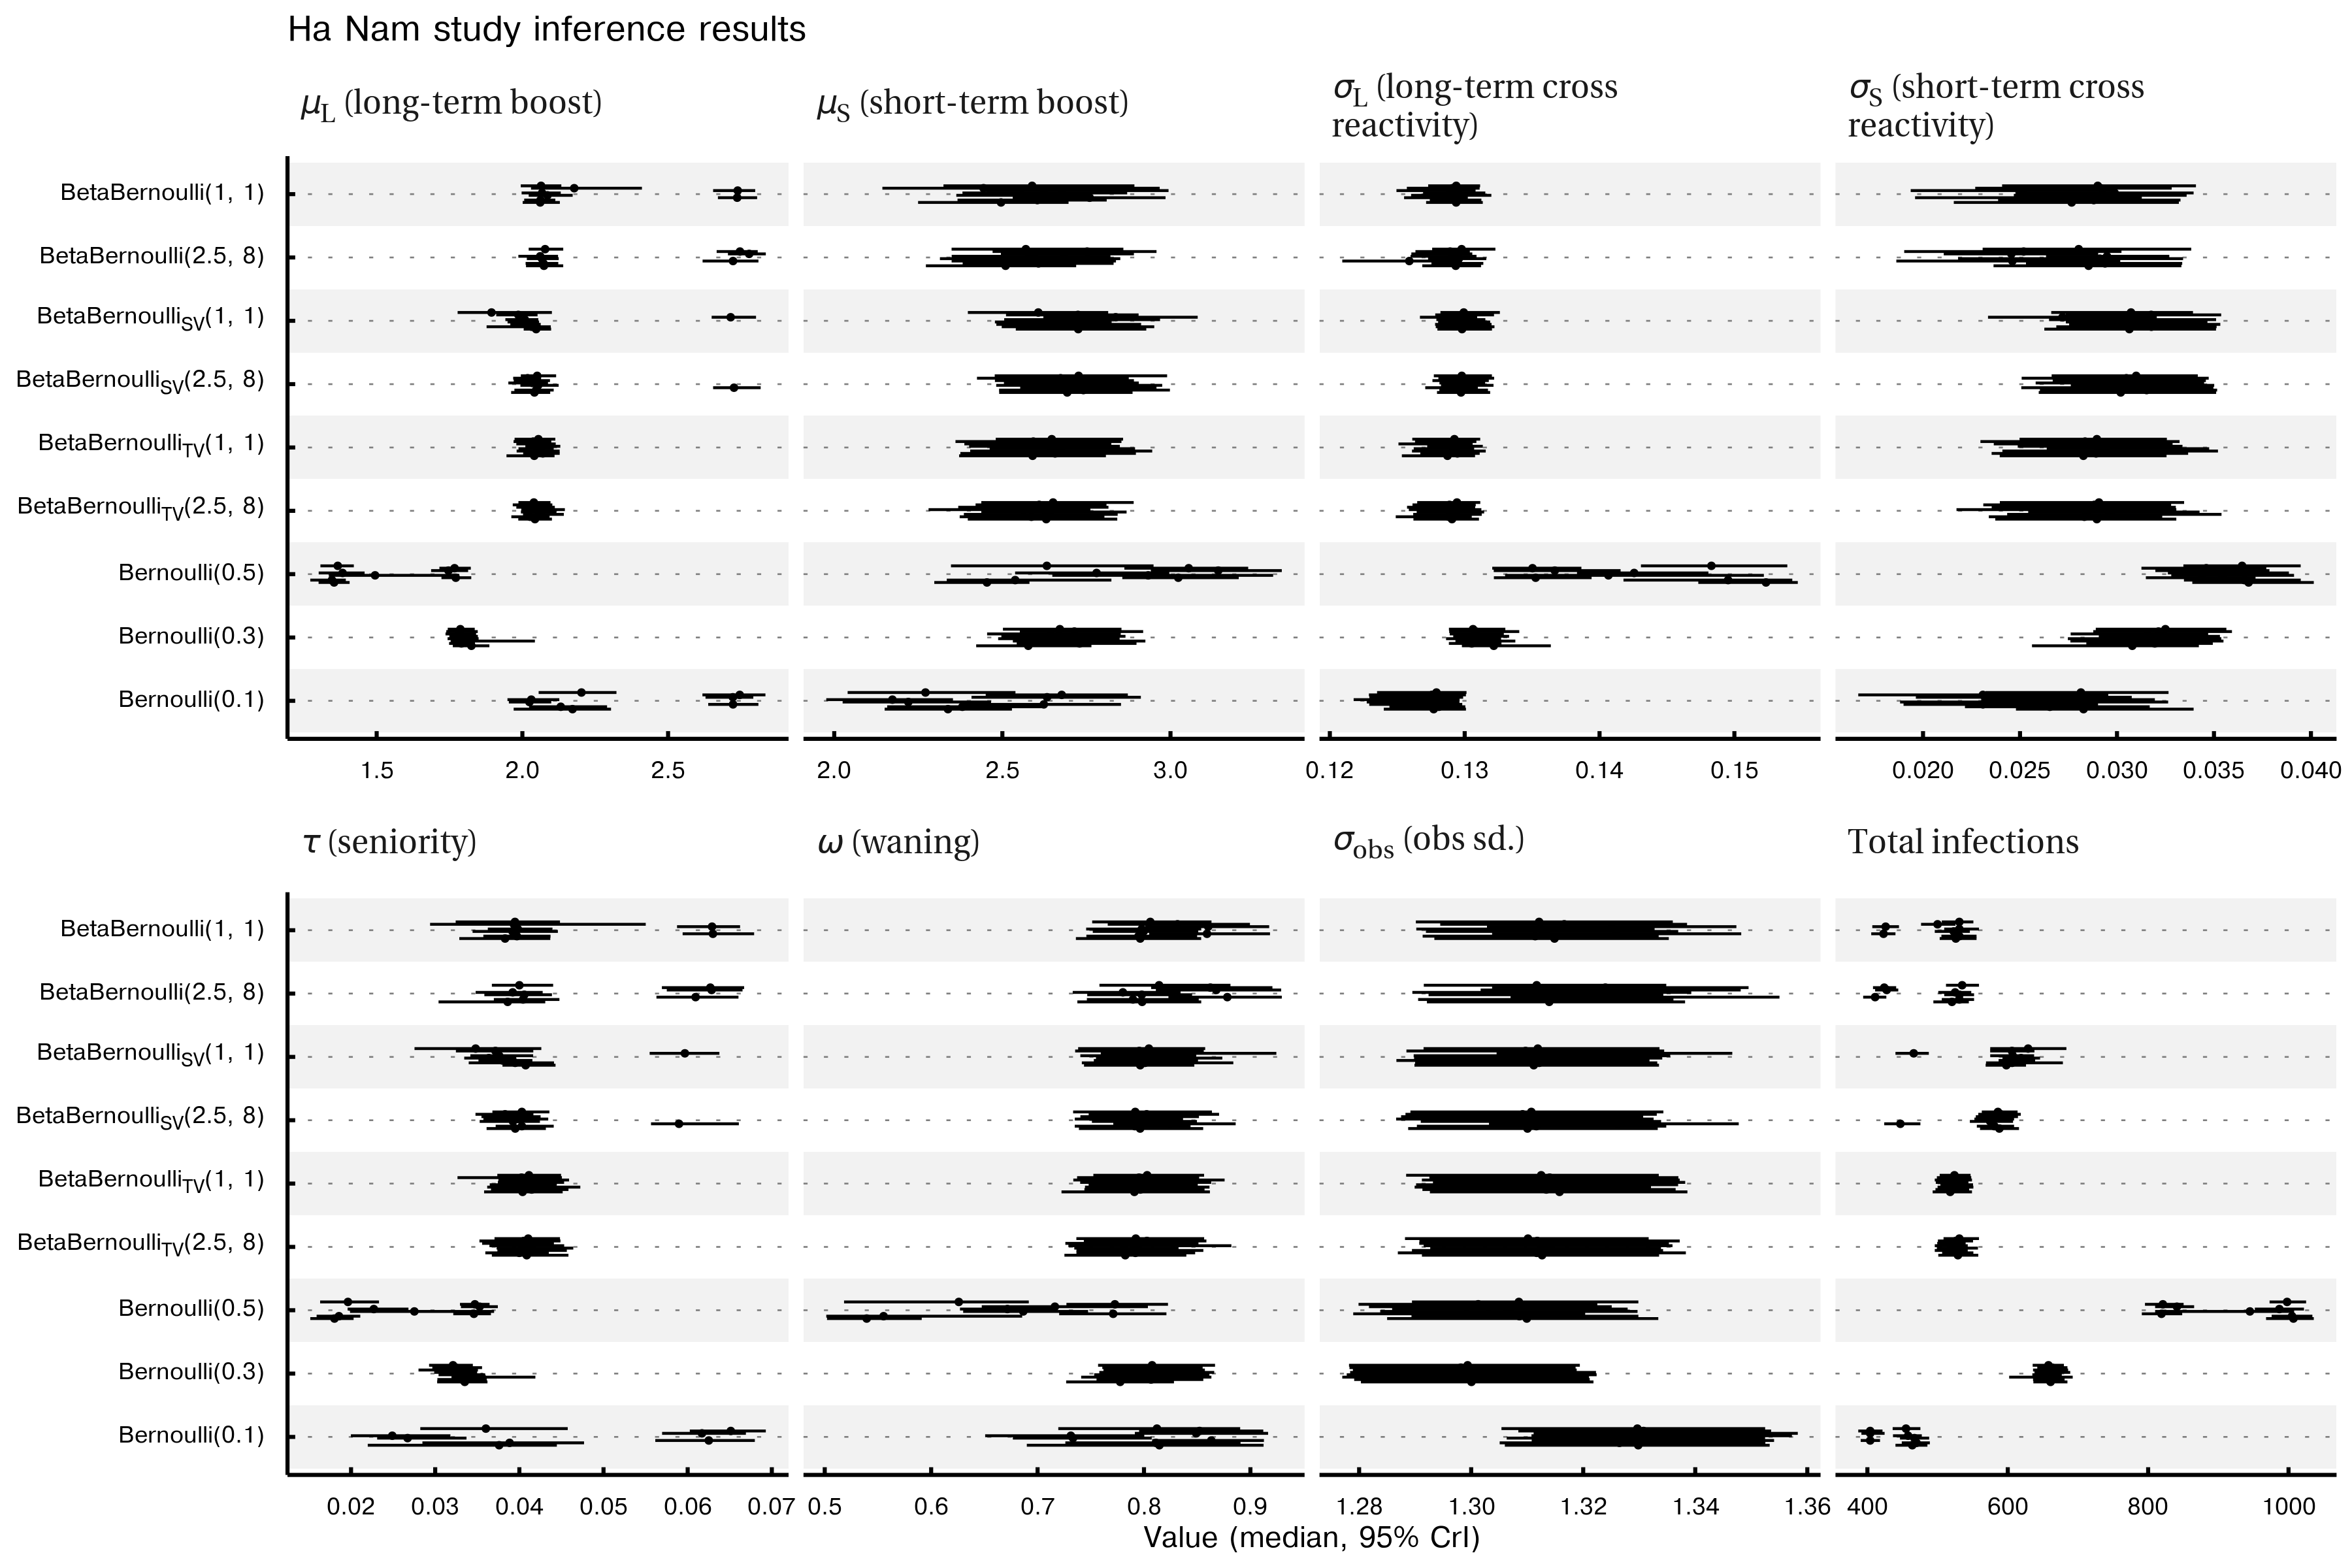 Ha Nam study inference results
μL (long-term boost)
μS (short-term boost)
σL (long-term cross
reactivity)
σS (short-term cross
reactivity)
BetaBernoulli(1, 1)
BetaBernoulli(2.5, 8)
BetaBernoulliSV(1, 1)
BetaBernoulliSV(2.5, 8)
BetaBernoulliTV(1, 1)
BetaBernoulliTV(2.5, 8)
Bernoulli(0.5)
Bernoulli(0.3)
Bernoulli(0.1)
1.5 2.0 2.5
2.0 2.5 3.0
0.12 0.13 0.14 0.15
0.020 0.025 0.030 0.035 0.040
τ (seniority)
ω (waning)
σobs (obs sd.)
Total infections
BetaBernoulli(1, 1)
BetaBernoulli(2.5, 8)
BetaBernoulliSV(1, 1)
BetaBernoulliSV(2.5, 8)
BetaBernoulliTV(1, 1)
BetaBernoulliTV(2.5, 8)
Bernoulli(0.5)
Bernoulli(0.3)
Bernoulli(0.1)
0.02 0.03 0.04 0.05 0.06 0.07
0.5 0.6 0.7 0.8 0.9
1.28 1.30 1.32 1.34 1.36
400 600 800 1000
Value (median, 95% CrI)